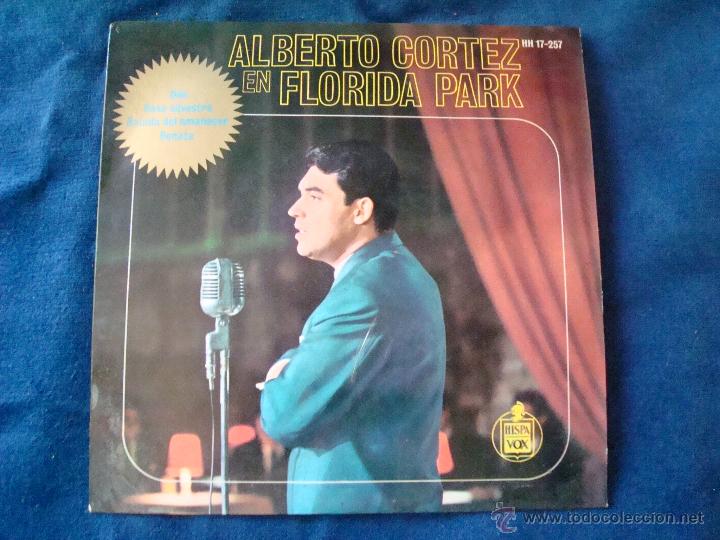 ALBERTO CORTEZ
HH 17-257
EN FLORIDA PARK
Rosa silvestre
Balada del amanecer
Renata
HISPA
VOX
© www.todocoleccion.net